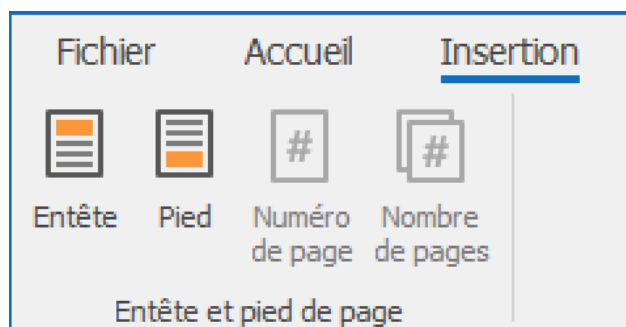 Fichier Accueil Insertion
# #
Entête Pied Numéro de page Nombre de pages
Entête et pied de page